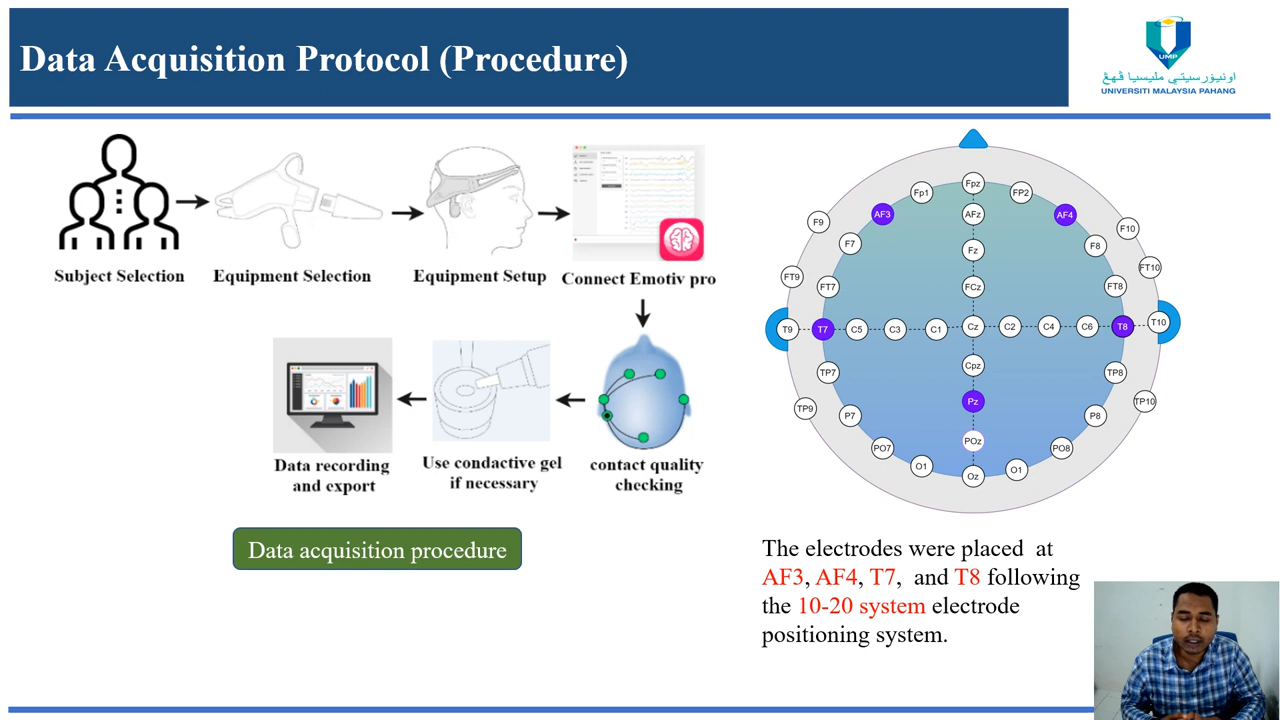 Data Acquisition Protocol (Procedure)
UMP
اونيۏرسيتي مليسيا ڤهڠ
UNIVERSITI MALAYSIA PAHANG
Subject Selection
Equipment Selection
Equipment Setup
Connect Emotiv pro
Data recording
and export
Use condactive gel
if necessary
contact quality
checking
Data acquisition procedure
Fpz
Fp1
FP2
AF3
AFz
AF4
F9
F10
F7
Fz
F8
FT9
FT10
FT7
FCz
FT8
T9
T7
C5
C3
C1
Cz
C2
C4
C6
T8
T10
TP7
Cpz
TP8
TP9
Pz
TP10
P7
P8
PO7
POz
PO8
O1
Oz
O1
The electrodes were placed at
AF3, AF4, T7, and T8 following
the 10-20 system electrode
positioning system.